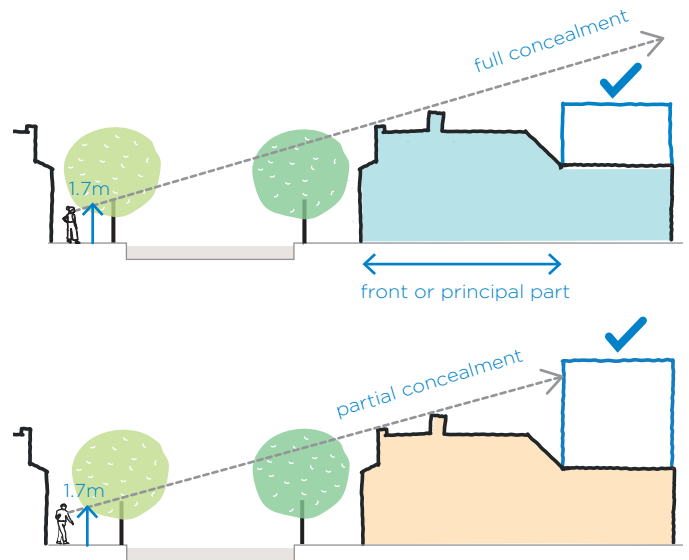 full concealment
1.7m
front or principal part
partial concealment
1.7m